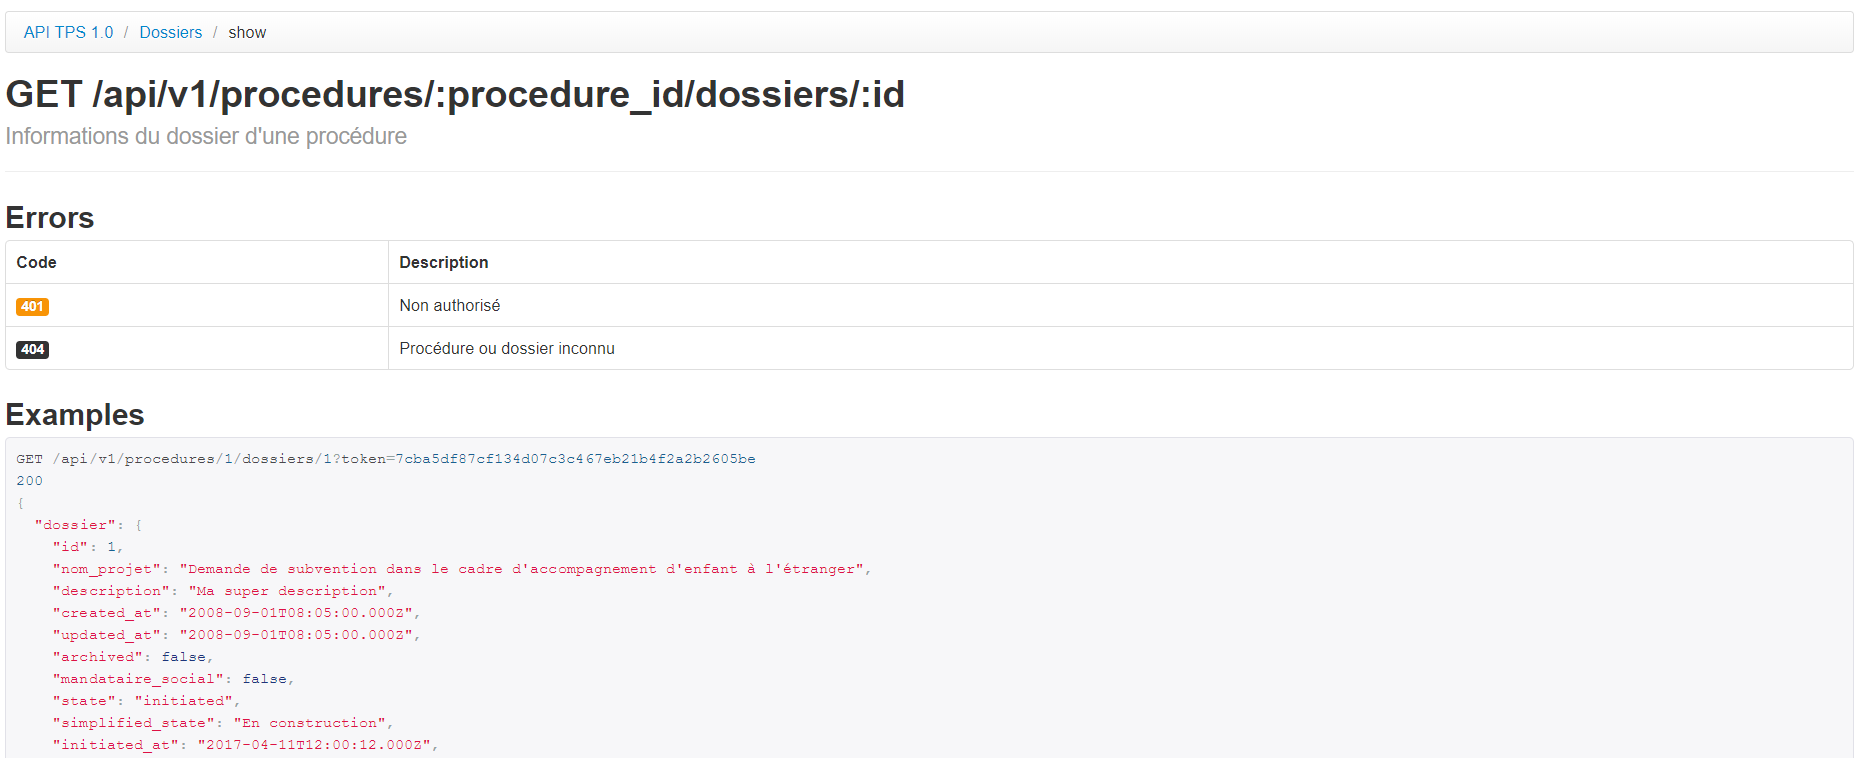 API TPS 1.0 / Dossiers / show
GET /api/v1/procedures/:procedure_id/dossiers/:id
Informations du dossier d'une procédure
Errors
Code Description
401 Non authorisé
404 Procédure ou dossier inconnu
Examples
GET /api/v1/procedures/1/dossiers/1?token=7cba5df87cf134d07c3c467eb21b4f2a2b2605be
200
{
"dossier": {
"id": 1,
"nom_projet": "Demande de subvention dans le cadre d'accompagnement d'enfant à l'étranger",
"description": "Ma super description",
"created_at": "2008-09-01T08:05:00.000Z",
"updated_at": "2008-09-01T08:05:00.000Z",
"archived": false,
"mandataire_social": false,
"state": "initiated",
"simplified_state": "En construction",
"initiated_at": "2017-04-11T12:00:12.000Z",